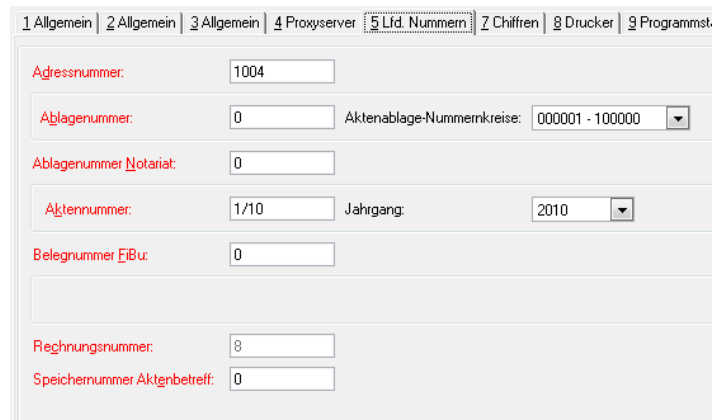 1 Allgemein 2 Allgemein 3 Allgemein 4 Proxyserver 5 Lfd. Nummern 7 Chiffren 8 Drucker 9 Programmst
Adressnummer: 1004
Ablagenummer: 0 Aktenablage-Nummernkreise: 000001 - 100000
Ablagenummer Notariat: 0
Aktennummer: 1/10 Jahrgang: 2010
Belegnummer FiBu: 0
Rechnungsnummer: 8
Speichernummer Aktenbetreff: 0